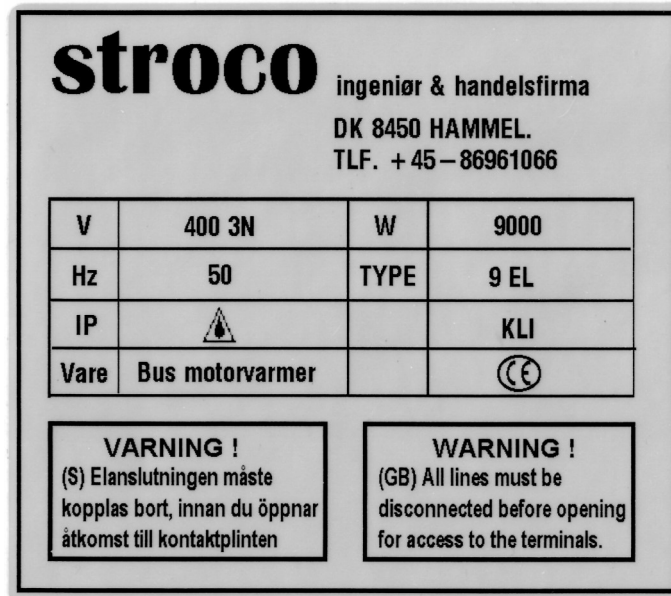 stroco ingeniør & handelsfirma
DK 8450 HAMMEL.
TLF. +45–86961066
V 400 3N W 9000
Hz 50 TYPE 9 EL
IP KLI
Vare Bus motorvarmer CE
VARNING !
(S) Elanslutningen måste
kopplas bort, innan du öppnar
åtkomst till kontaktplinten
WARNING !
(GB) All lines must be
disconnected before opening
for access to the terminals.